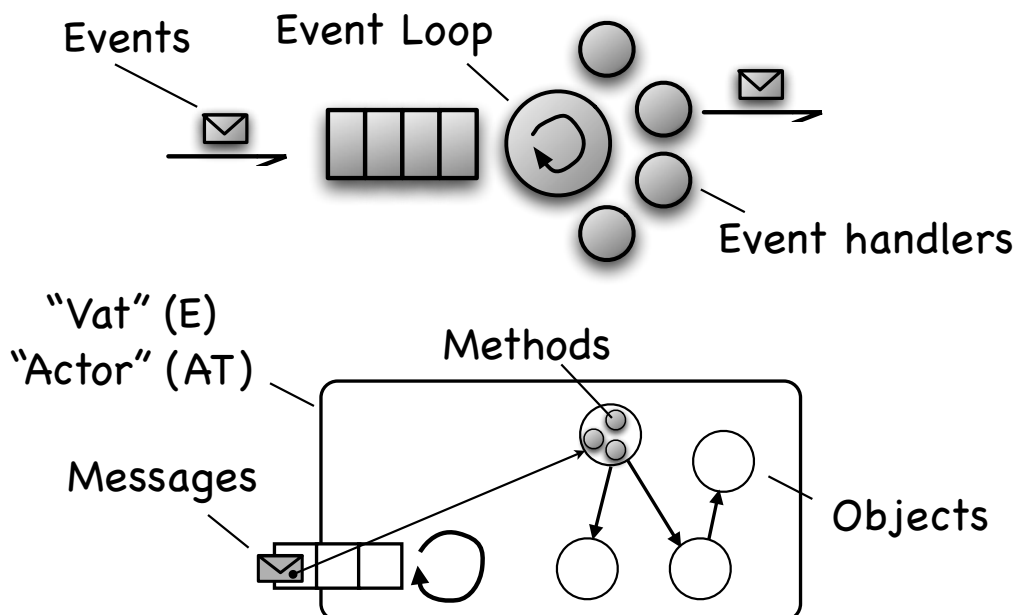 Events
Event Loop
Event handlers
“Vat” (E)
“Actor” (AT)
Methods
Messages
Objects